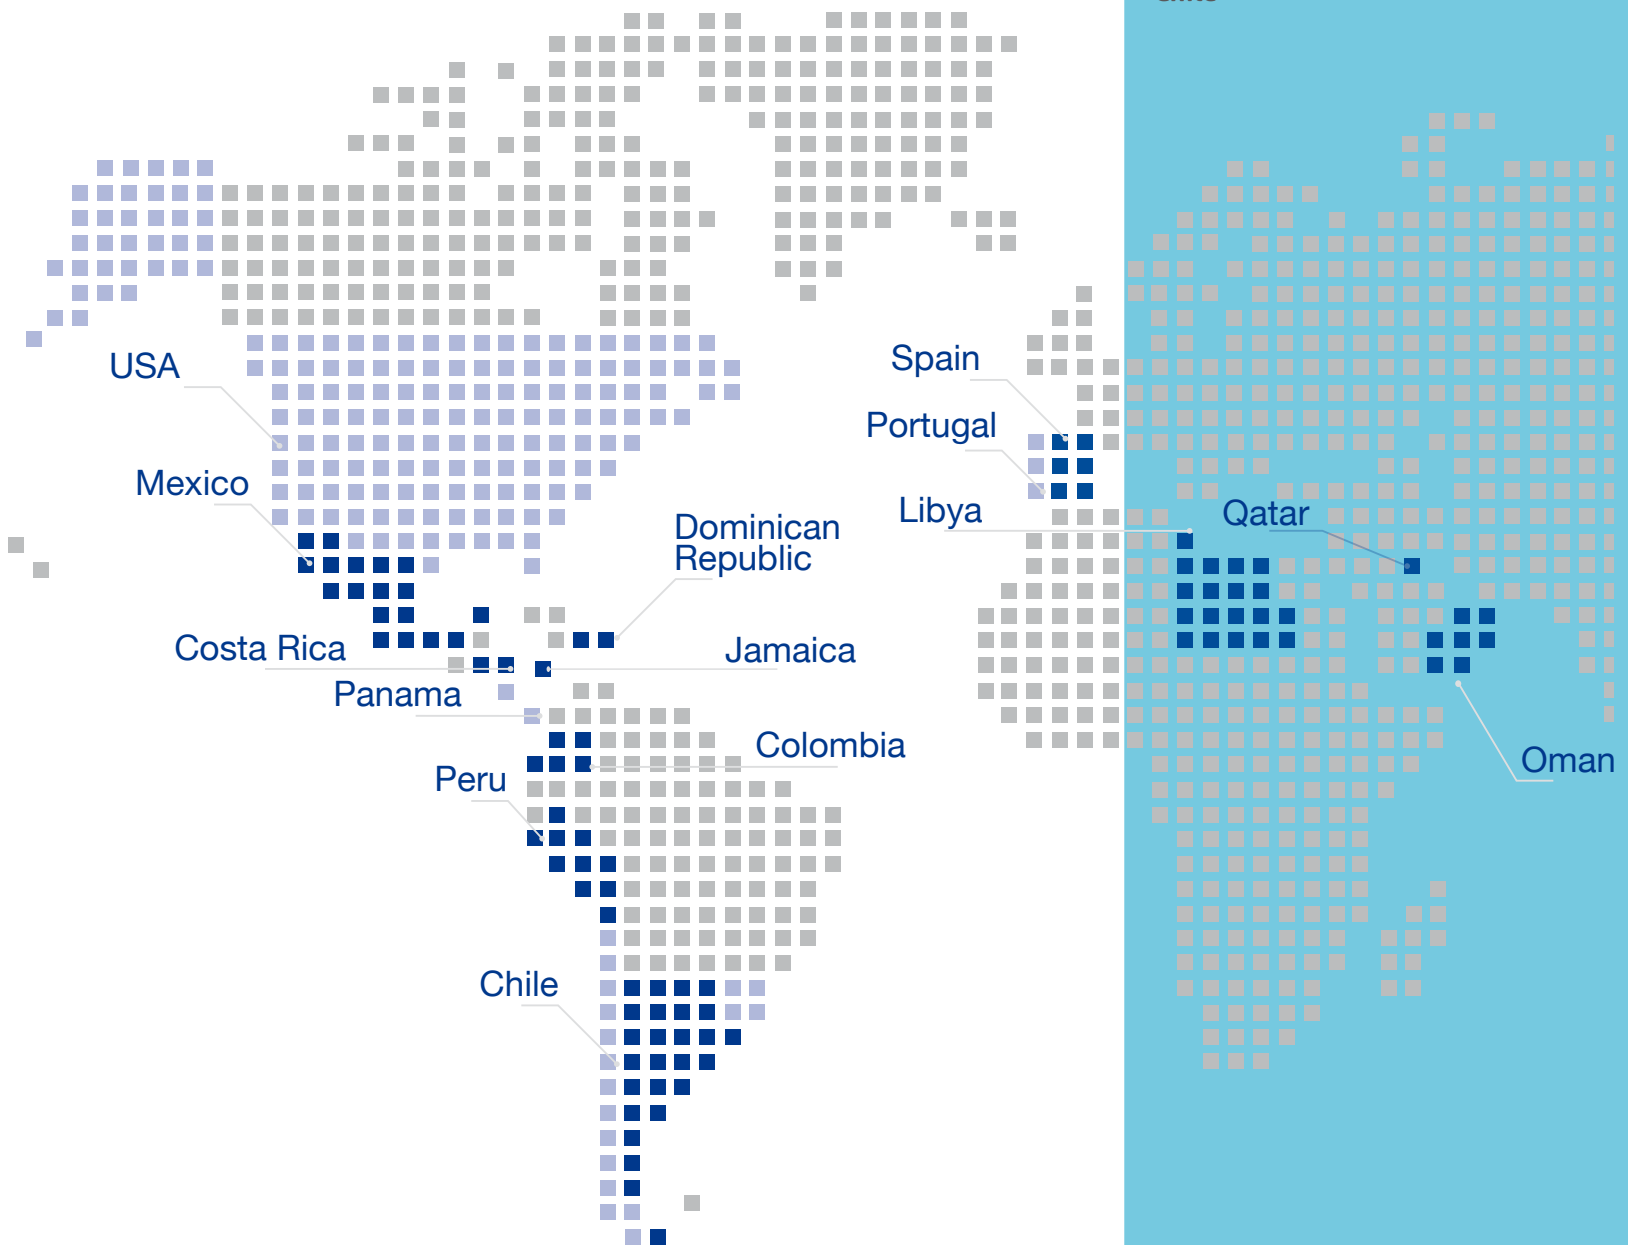 USA
Spain
Portugal
Mexico
Libya
Qatar
Dominican
Republic
Costa Rica
Jamaica
Panama
Colombia
Oman
Peru
Chile